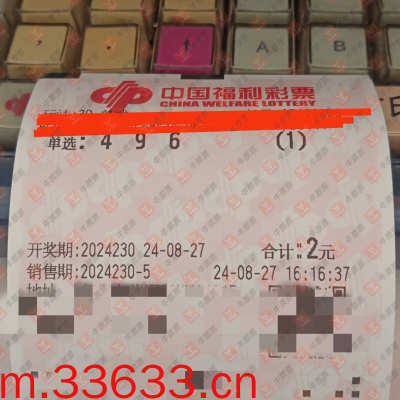 A
B
中国福利彩票
CHINA WELFARE LOTTERY
单选: 4 9 6 (1)
开奖期:2024230 24-08-27 合计:2元
销售期:2024230-5 24-08-27 16:16:37
地址
m.33633.cn